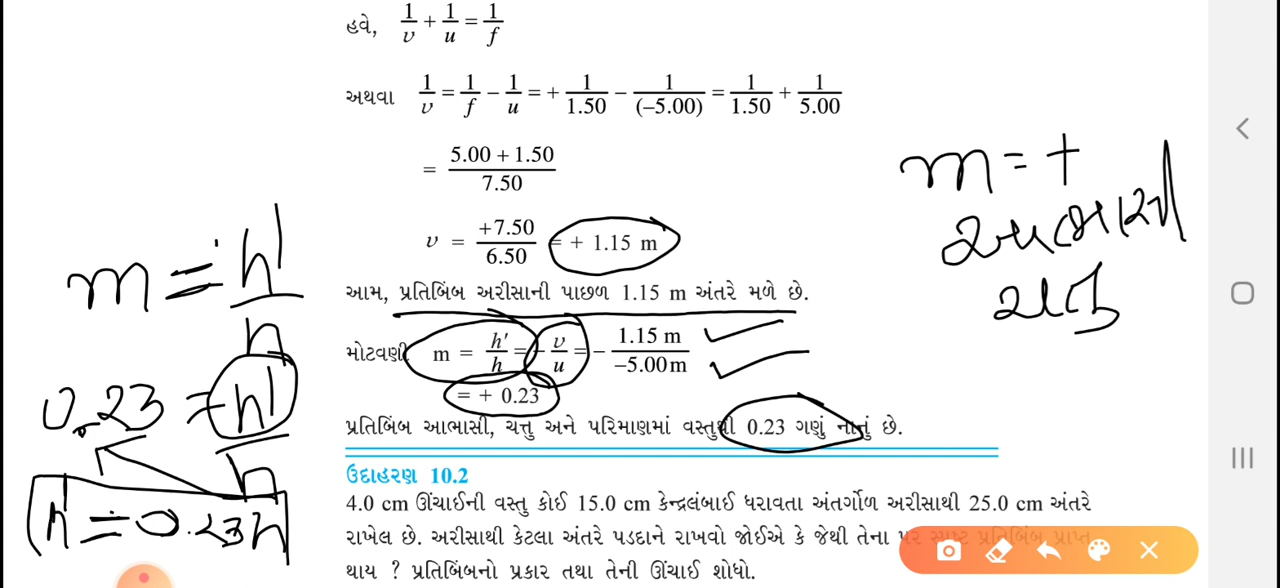 હવે, 1/v + 1/u = 1/f
અથવા 1/v = 1/f − 1/u = + 1/1.50 − 1/(−5.00) = 1/1.50 + 1/5.00
= (5.00 + 1.50)/7.50
v = +7.50/6.50 = + 1.15 m
આમ, પ્રતિબિંબ અરીસાની પાછળ 1.15 m અંતરે મળે છે.
મોટવણી m = h'/h = − v/u = − 1.15 m/−5.00 m
= + 0.23
પ્રતિબિંબ આભાસી, ચત્તુ અને પરિમાણમાં વસ્તુથી 0.23 ગણું નાનું છે.
ઉદાહરણ 10.2
4.0 cm ઊંચાઈની વસ્તુ કોઈ 15.0 cm કેન્દ્રલંબાઈ ધરાવતા અંતર્ગોળ અરીસાથી 25.0 cm અંતરે
રાખેલ છે. અરીસાથી કેટલા અંતરે પડદાને રાખવો જોઈએ કે જેથી તેના પર સ્પષ્ટ પ્રતિબિંબ પ્રાપ્ત
થાય ? પ્રતિબિંબનો પ્રકાર તથા તેની ઊંચાઈ શોધો.
m = h'/h
0.23 = h'/h
h' = 0.23h
m = +